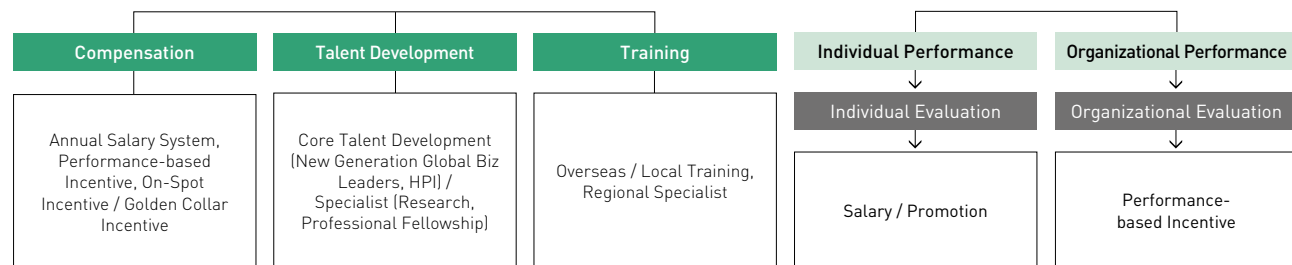 Compensation
Annual Salary System,
Performance-based
Incentive, On-Spot
Incentive / Golden Collar
Incentive
Talent Development
Core Talent Development
(New Generation Global Biz
Leaders, HPI) /
Specialist (Research,
Professional Fellowship)
Training
Overseas / Local Training,
Regional Specialist
Individual Performance
Individual Evaluation
Salary / Promotion
Organizational Performance
Organizational Evaluation
Performance-
based Incentive